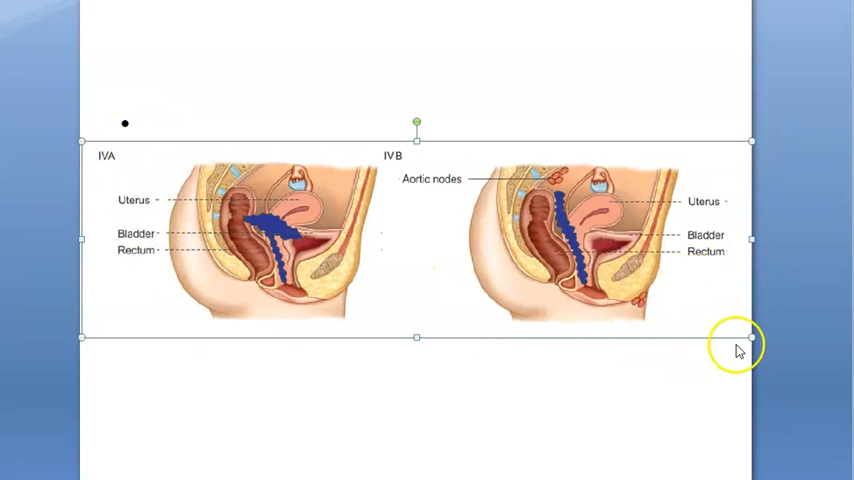 IVA
Uterus
Bladder
Rectum
IVB
Aortic nodes
Uterus
Bladder
Rectum